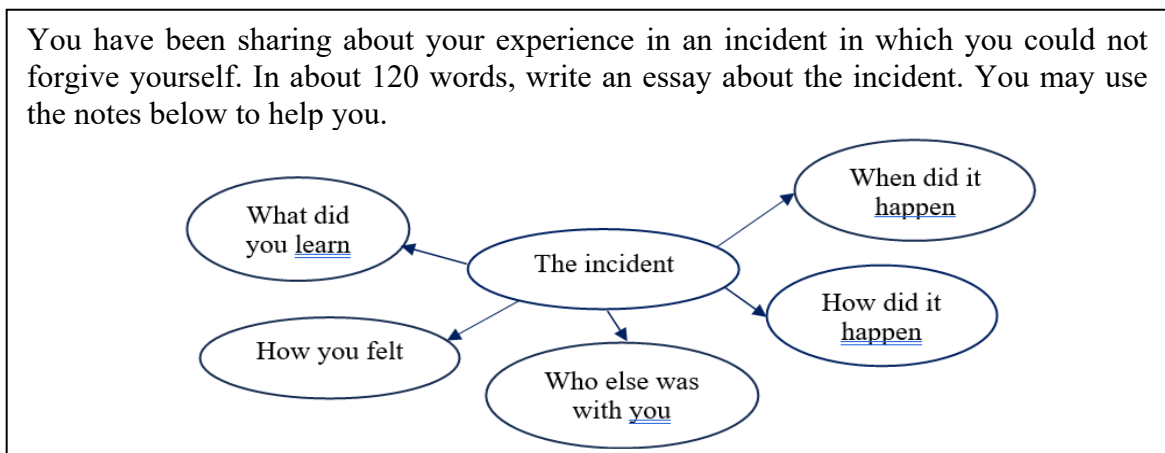 You have been sharing about your experience in an incident in which you could not
forgive yourself. In about 120 words, write an essay about the incident. You may use
the notes below to help you.
When did it
happen
What did
you learn
The incident
How did it
happen
How you felt
Who else was
with you